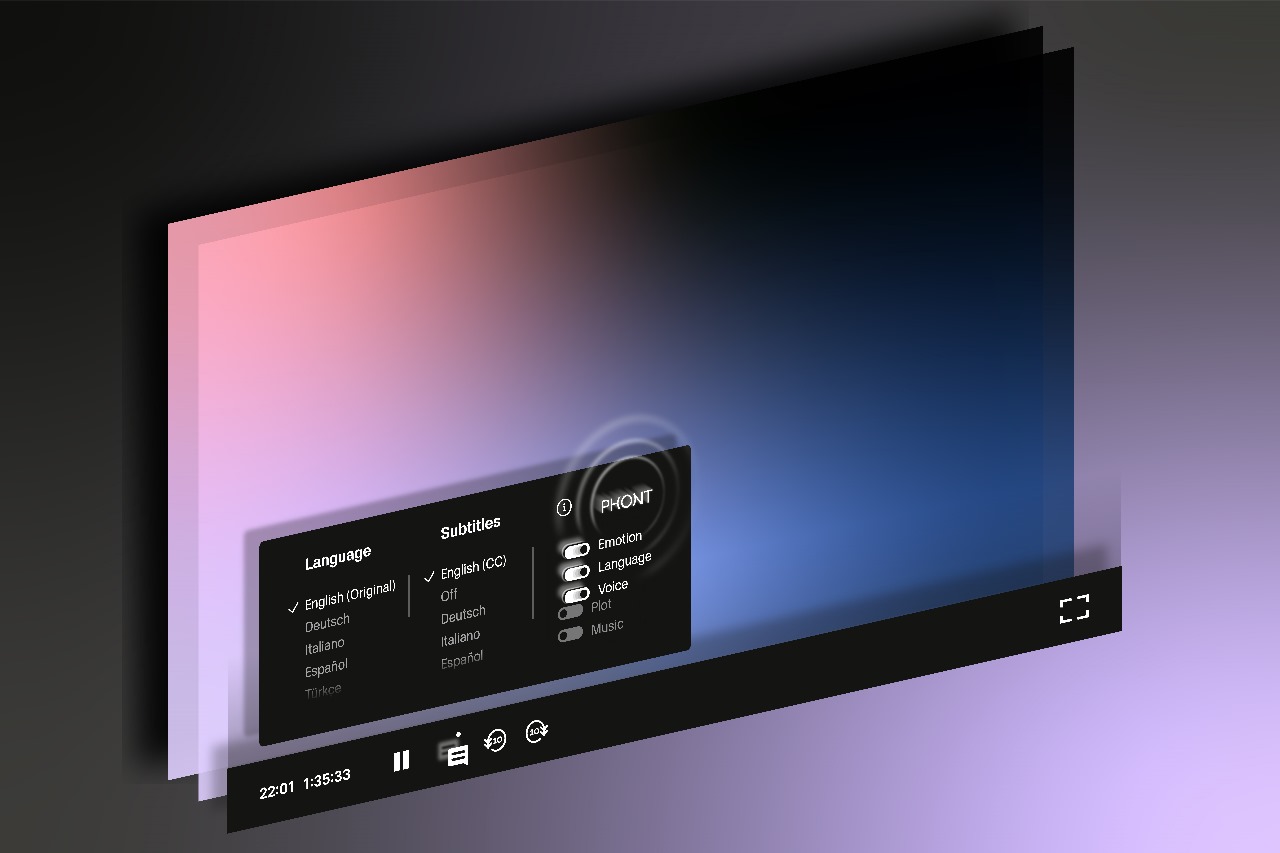 Language
English (Original)
Deutsch
Italiano
Español
Türkçe
Subtitles
English (CC)
Off
Deutsch
Italiano
Español
i PHONT
Emotion
Language
Voice
Plot
Music
22:01 1:35:33
10
10